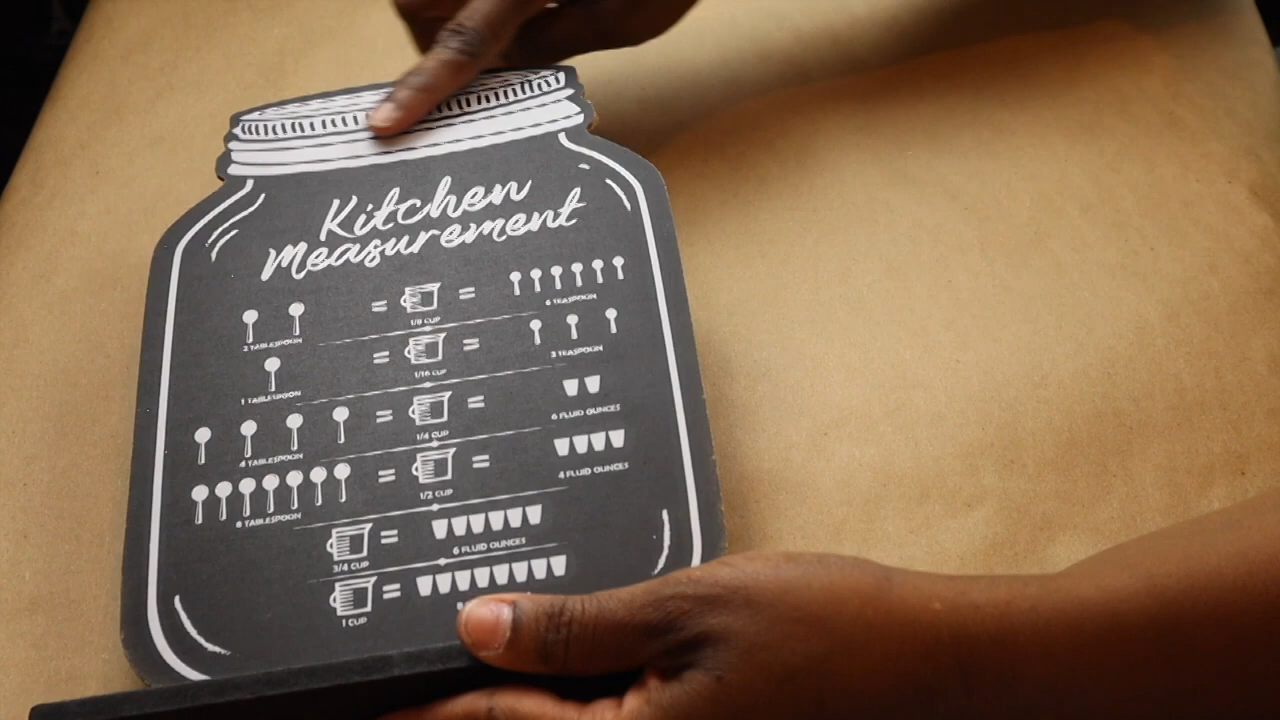 Kitchen
Measurement
= =
2 TABLESPOON 1/8 CUP 6 TEASPOON
= =
1 TABLESPOON 1/16 CUP 3 TEASPOON
= =
4 TABLESPOON 1/4 CUP 6 FLUID OUNCES
= =
8 TABLESPOON 1/2 CUP 4 FLUID OUNCES
=
3/4 CUP 6 FLUID OUNCES
=
1 CUP